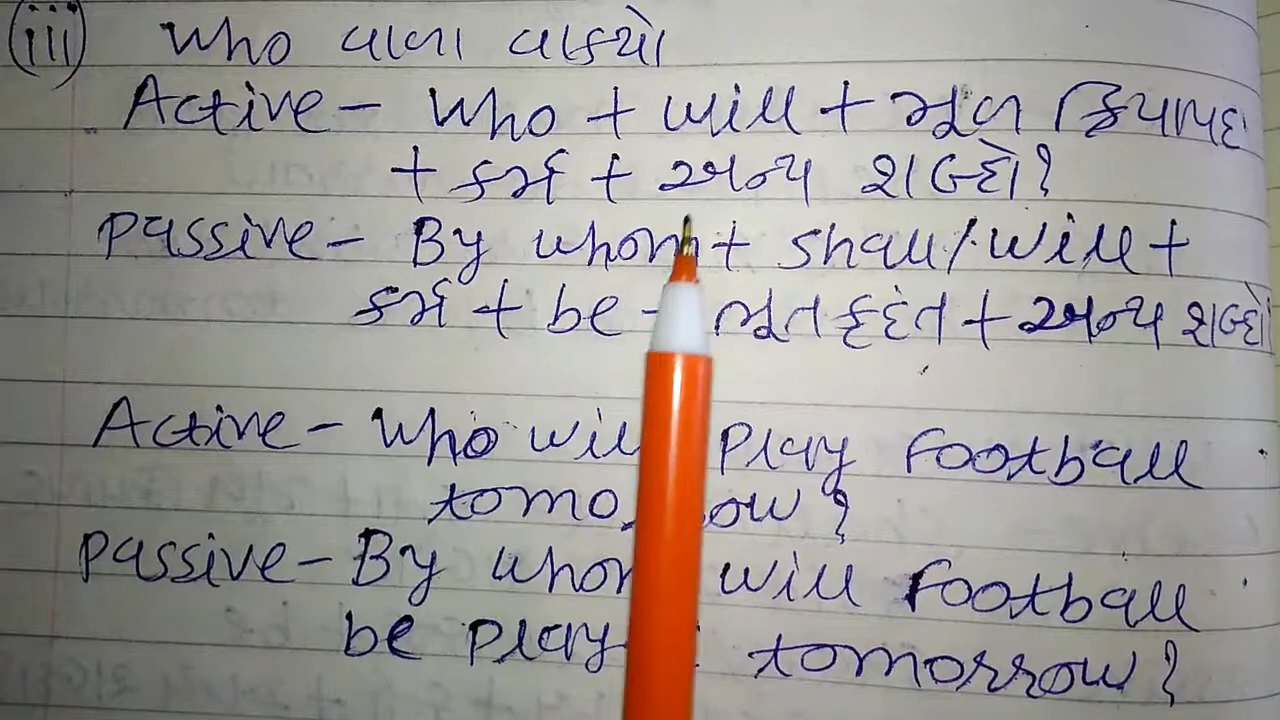 (iii) Who વાળા વાક્યો
Active - Who + will + મૂળ ક્રિયાપદ
+ કર્મ + અન્ય શબ્દો?
Passive - By whom + shall/will +
કર્મ + be + ભૂત કૃદંત + અન્ય શબ્દો
Active - Who will play football
tomorrow?
Passive - By whom will football
be played tomorrow?